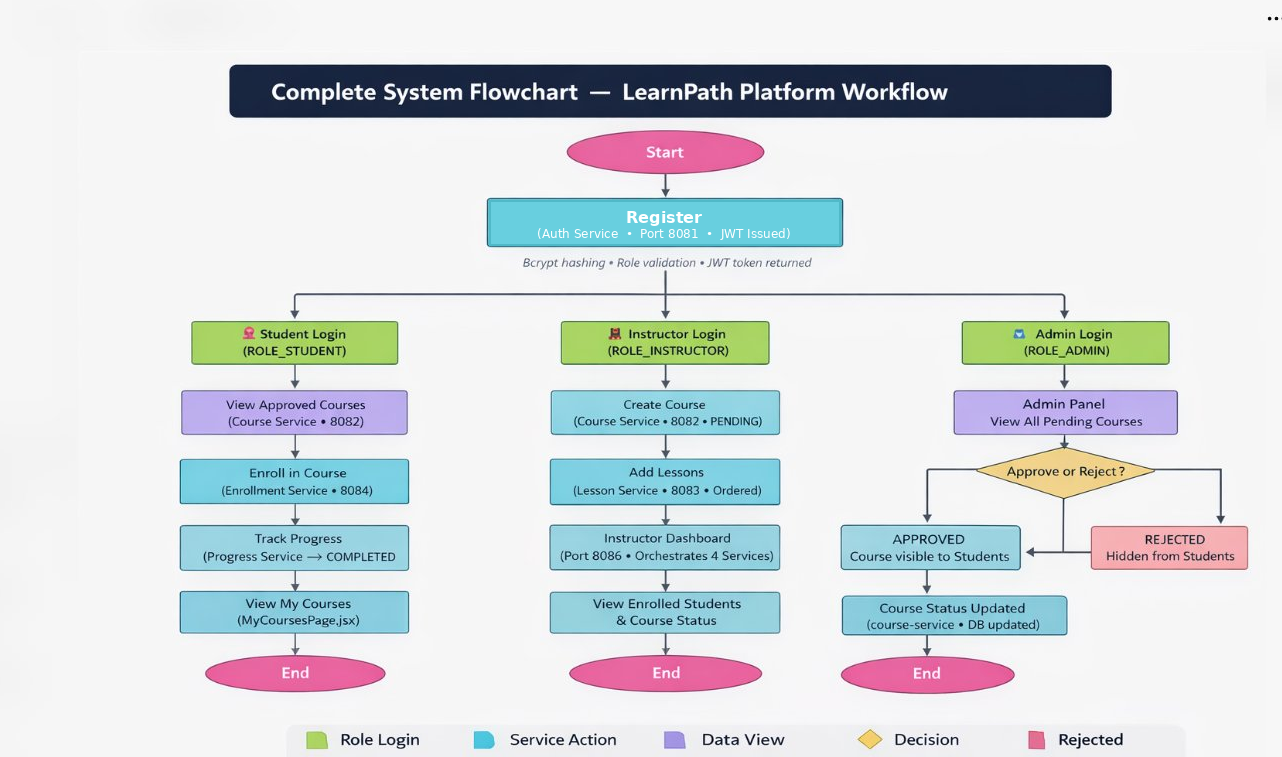 Complete System Flowchart — LearnPath Platform Workflow
Start
Register
(Auth Service • Port 8081 • JWT Issued)
Bcrypt hashing • Role validation • JWT token returned
Student Login
(ROLE_STUDENT)
Instructor Login
(ROLE_INSTRUCTOR)
Admin Login
(ROLE_ADMIN)
View Approved Courses
(Course Service • 8082)
Create Course
(Course Service • 8082 • PENDING)
Admin Panel
View All Pending Courses
Enroll in Course
(Enrollment Service • 8084)
Add Lessons
(Lesson Service • 8083 • Ordered)
Approve or Reject ?
Track Progress
(Progress Service → COMPLETED
Instructor Dashboard
(Port 8086 • Orchestrates 4 Services)
APPROVED
Course visible to Students
REJECTED
Hidden from Students
View My Courses
(MyCoursesPage.jsx)
View Enrolled Students
& Course Status
Course Status Updated
(course-service • DB updated)
End
End
End
Role Login
Service Action
Data View
Decision
Rejected